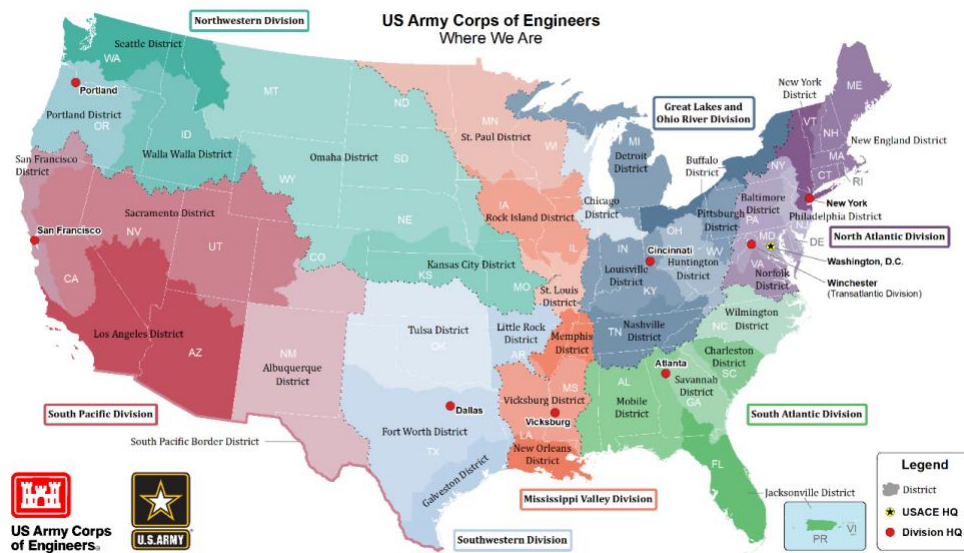 US Army Corps of Engineers
Where We Are
Northwestern Division
Seattle District
WA
Portland
Portland District
OR
ID
Walla Walla District
MT
ND
SD
Omaha District
WY
NE
CO
KS
Kansas City District
MO
MN
St. Paul District
WI
IA
Rock Island District
IL
St. Louis
District
Memphis
District
MS
Vicksburg District
Vicksburg
LA
New Orleans
District
Mississippi Valley Division
Great Lakes and
Ohio River Division
MI
Detroit
District
Chicago
District
Buffalo
District
Pittsburgh
District
OH
IN
Cincinnati
Huntington
District
WV
Louisville
District
KY
TN
Nashville
District
New York
District
ME
VT
NH
New England District
MA
CT
RI
NY
New York
Baltimore
District
PA
Philadelphia District
NJ
North Atlantic Division
MD
DE
Washington, D.C.
VA
Winchester
(Transatlantic Division)
Norfolk
District
Wilmington
District
NC
Charleston
District
SC
Atlanta
Savannah
District
GA
AL
Mobile
District
South Atlantic Division
FL
Jacksonville District
PR
VI
San Francisco
District
San Francisco
Sacramento District
NV
UT
CA
Los Angeles District
AZ
NM
Albuquerque
District
South Pacific Division
South Pacific Border District
Tulsa District
OK
Little Rock
District
AR
Dallas
Fort Worth District
TX
Galveston District
Southwestern Division
Legend
District
USACE HQ
Division HQ
US Army Corps
of Engineers®
U.S.ARMY